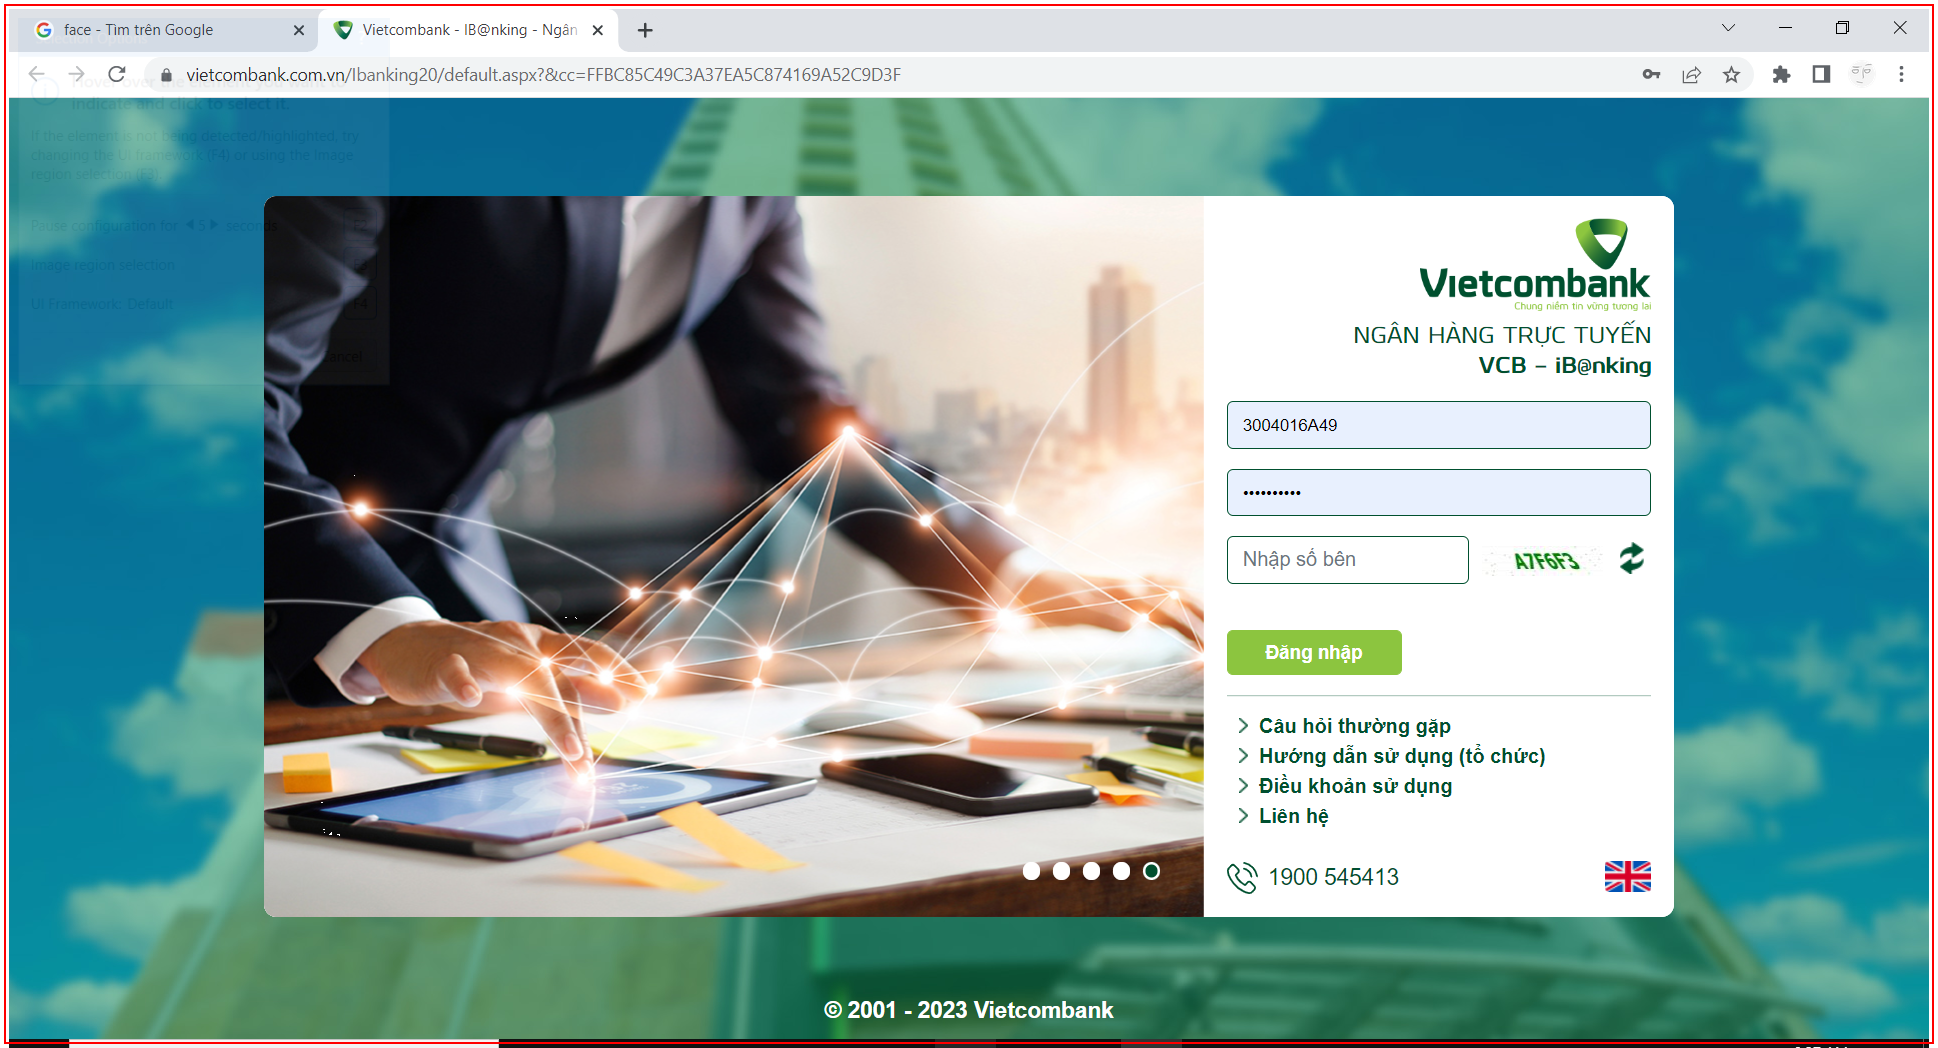 face - Tìm trên Google
Vietcombank - IB@nking - Ngân
vietcombank.com.vn/Ibanking20/default.aspx?&cc=FFBC85C49C3A37EA5C874169A52C9D3F
Hover over the element you want to
indicate and click to select it.
If the element is not being detected/highlighted, try
changing the UI framework (F4) or using the Image
region selection (F3)
Pause configuration for 5 seconds
Image region selection
UI Framework: Default
F4
Cancel
Vietcombank
Chung niềm tin vững tương lai
NGÂN HÀNG TRỰC TUYẾN
VCB – iB@nking
3004016A49
Nhập số bên
A7F6F3
Đăng nhập
Câu hỏi thường gặp
Hướng dẫn sử dụng (tổ chức)
Điều khoản sử dụng
Liên hệ
1900 545413
© 2001 - 2023 Vietcombank